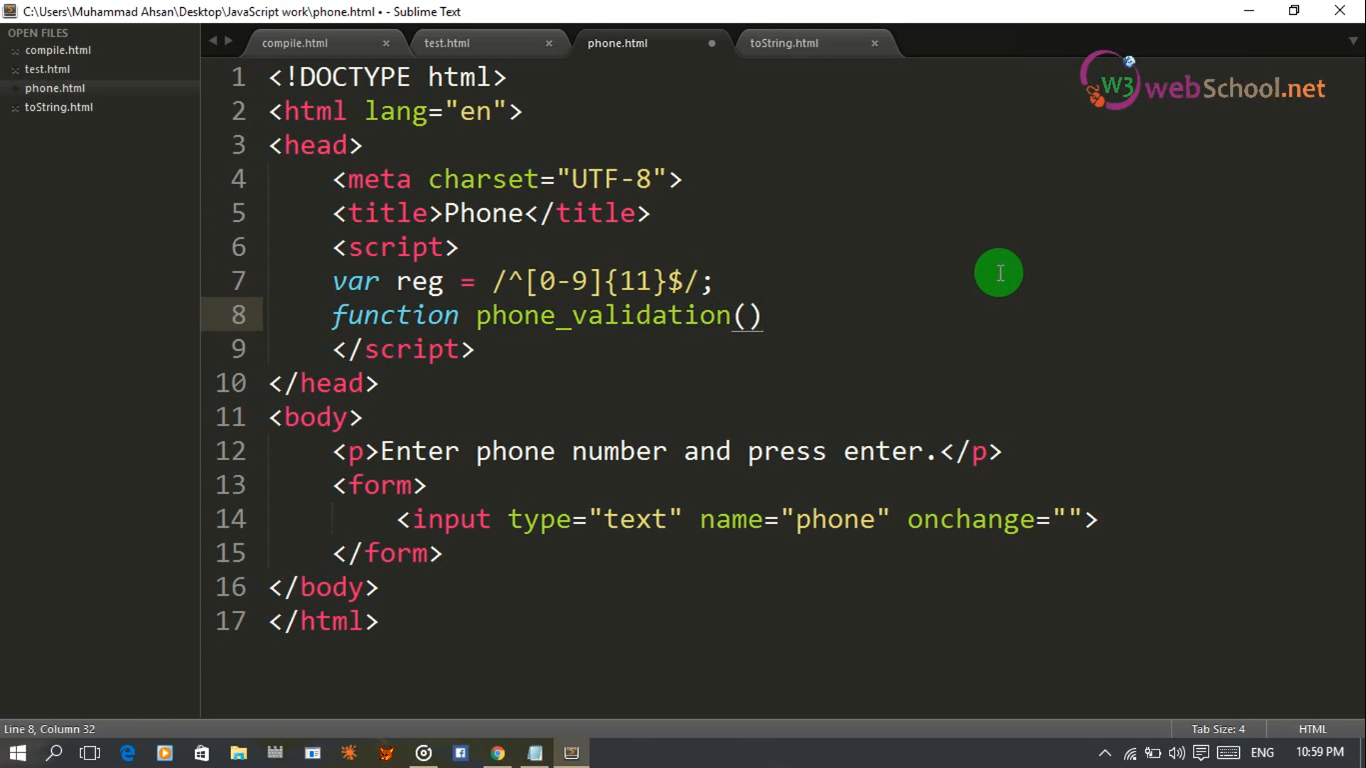 C:\Users\Muhammad Ahsan\Desktop\JavaScript work\phone.html • - Sublime Text
OPEN FILES
compile.html
test.html
phone.html
toString.html
compile.html × test.html × phone.html toString.html ×
W3 webSchool.net
1 <!DOCTYPE html>
2 <html lang="en">
3 <head>
4 <meta charset="UTF-8">
5 <title>Phone</title>
6 <script>
7 var reg = /^[0-9]{11}$/;
8 function phone_validation()
9 </script>
10 </head>
11 <body>
12 <p>Enter phone number and press enter.</p>
13 <form>
14 <input type="text" name="phone" onchange="">
15 </form>
16 </body>
17 </html>
Line 8, Column 32 Tab Size: 4 HTML
ENG 10:59 PM